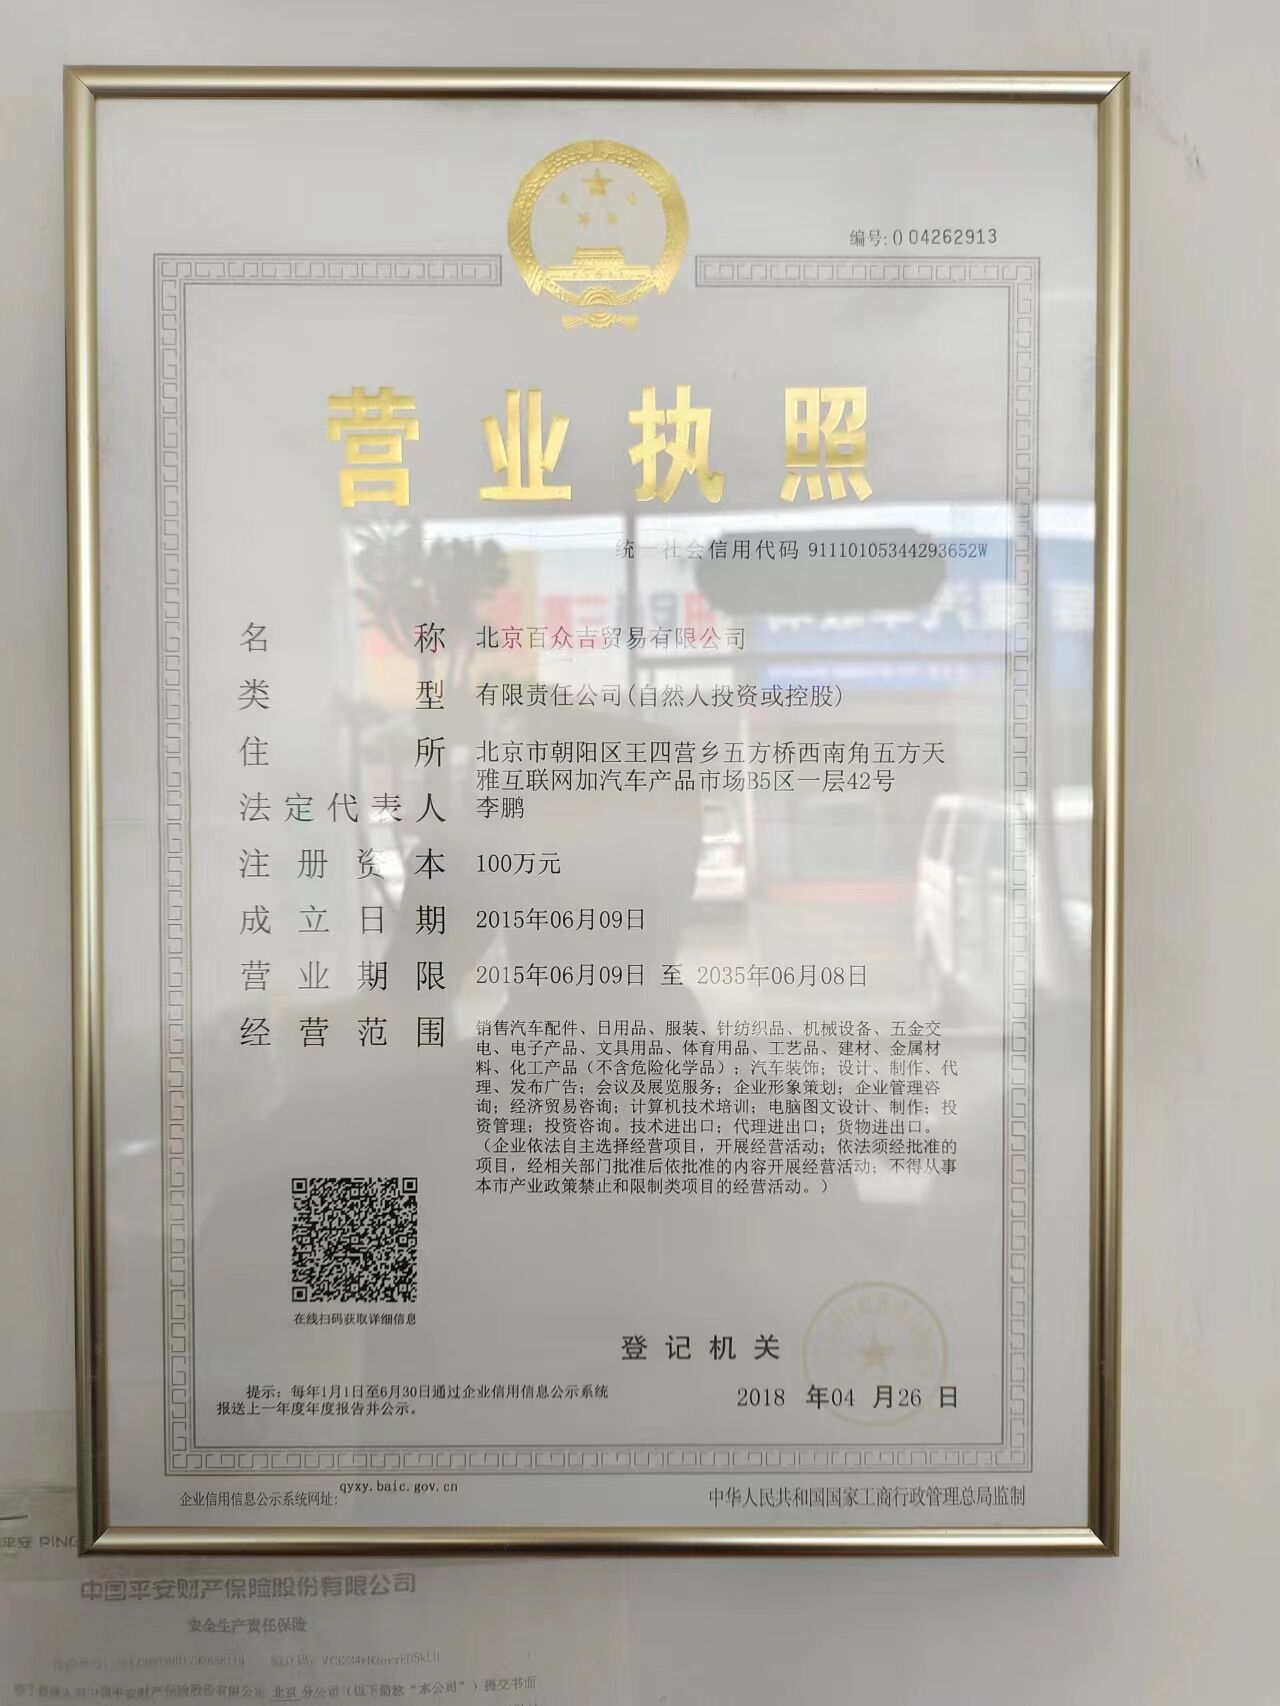 编号:0 04262913
营业执照
统一社会信用代码 91110105344293652W
名称 北京百众吉贸易有限公司
类型 有限责任公司(自然人投资或控股)
住所 北京市朝阳区王四营乡五方桥西南角五方天
雅互联网加汽车产品市场B5区一层42号
法定代表人 李鹏
注册资本 100万元
成立日期 2015年06月09日
营业期限 2015年06月09日 至 2035年06月08日
经营范围 销售汽车配件、日用品、服装、针纺织品、机械设备、五金交
电、电子产品、文具用品、体育用品、工艺品、建材、金属材
料、化工产品（不含危险化学品）；汽车装饰；设计、制作、代
理、发布广告；会议及展览服务；企业形象策划；企业管理咨
询；经济贸易咨询；计算机技术培训；电脑图文设计、制作；投
资管理；投资咨询。技术进出口；代理进出口；货物进出口。
（企业依法自主选择经营项目，开展经营活动；依法须经批准的
项目，经相关部门批准后依批准的内容开展经营活动；不得从事
本市产业政策禁止和限制类项目的经营活动。）
在线扫码获取详细信息
登记机关
2018 年04 月26 日
提示：每年1月1日至6月30日通过企业信用信息公示系统
报送上一年度年度报告并公示。
企业信用信息公示系统网址: qyxy.baic.gov.cn
中华人民共和国国家工商行政管理总局监制
平安 PING
中国平安财产保险股份有限公司
安全生产责任保险
北京 分公司（以下简称“本公司”）提交书面